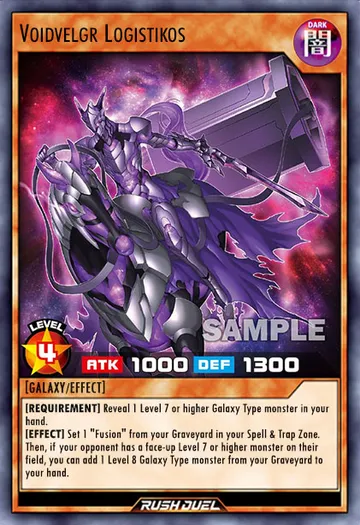 Voidvelgr Logistikos
DARK
闇
SAMPLE
LEVEL
4
ATK 1000 DEF 1300
[GALAXY/EFFECT]
[REQUIREMENT] Reveal 1 Level 7 or higher Galaxy Type monster in your
hand.
[EFFECT] Set 1 "Fusion" from your Graveyard in your Spell & Trap Zone.
Then, if your opponent has a face-up Level 7 or higher monster on their
field, you can add 1 Level 8 Galaxy Type monster from your Graveyard to
your hand.
RUSH DUEL